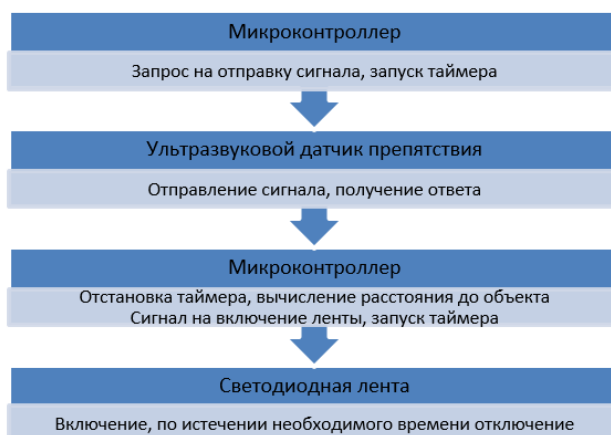 Микроконтроллер
Запрос на отправку сигнала, запуск таймера
Ультразвуковой датчик препятствия
Отправление сигнала, получение ответа
Микроконтроллер
Отстановка таймера, вычисление расстояния до объекта
Сигнал на включение ленты, запуск таймера
Светодиодная лента
Включение, по истечении необходимого времени отключение